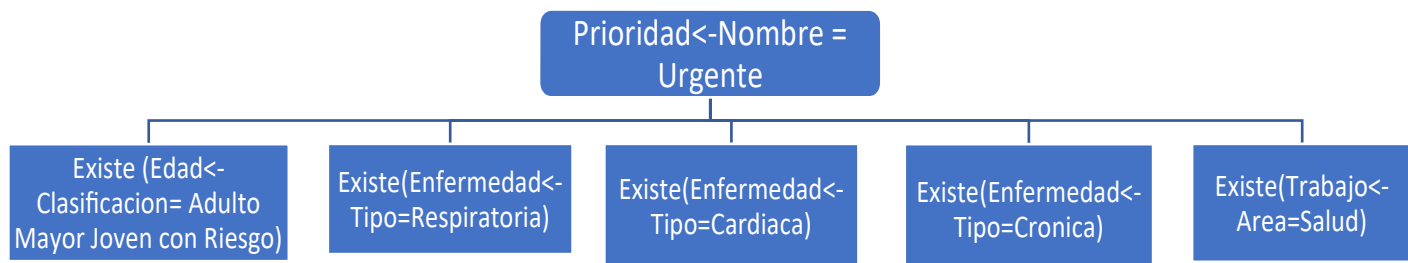 Prioridad<-Nombre =
Urgente
Existe (Edad<-
Clasificacion= Adulto
Mayor Joven con Riesgo)
Existe(Enfermedad<-
Tipo=Respiratoria)
Existe(Enfermedad<-
Tipo=Cardiaca)
Existe(Enfermedad<-
Tipo=Cronica)
Existe(Trabajo<-
Area=Salud)